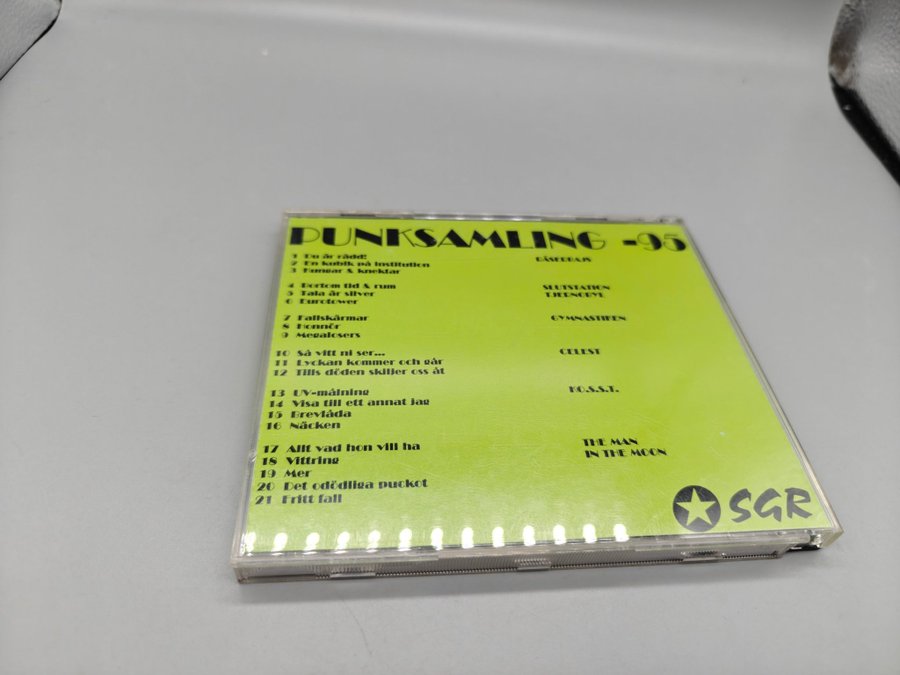 PUNKSAMLING -95
1 Du är rädd! GÅSEBRAJS
2 En kubik på institution
3 Kungar & knektar
4 Bortom tid & rum SLUTSTATION
5 Tala är silver TJERNOBYL
6 Eurotower
7 Fallskärmar GYMNASTIKEN
8 Honnör
9 Megalosers
10 Så vitt ni ser... CELEST
11 Lyckan kommer och går
12 Tills döden skiljer oss åt
13 UV-målning KO.S.S.T.
14 Visa till ett annat jag
15 Brevlåda
16 Näcken
17 Allt vad hon vill ha THE MAN
18 Vittring IN THE MOON
19 Mer
20 Det odödliga puckot
21 Fritt fall
SGR